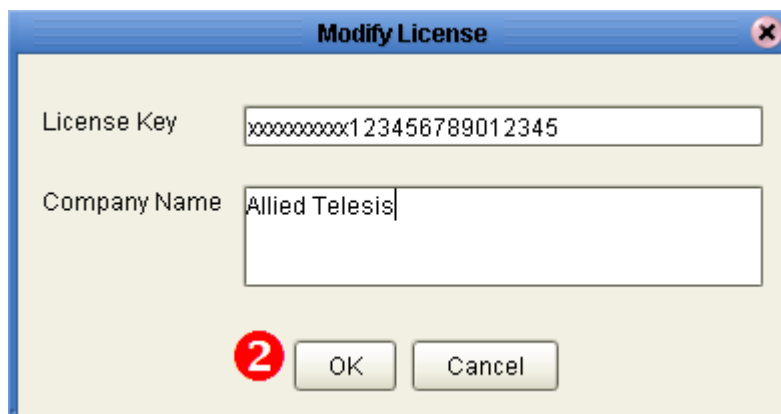 Modify License
License Key xxxxxxxxxx123456789012345
Company Name Allied Telesis
2 OK Cancel